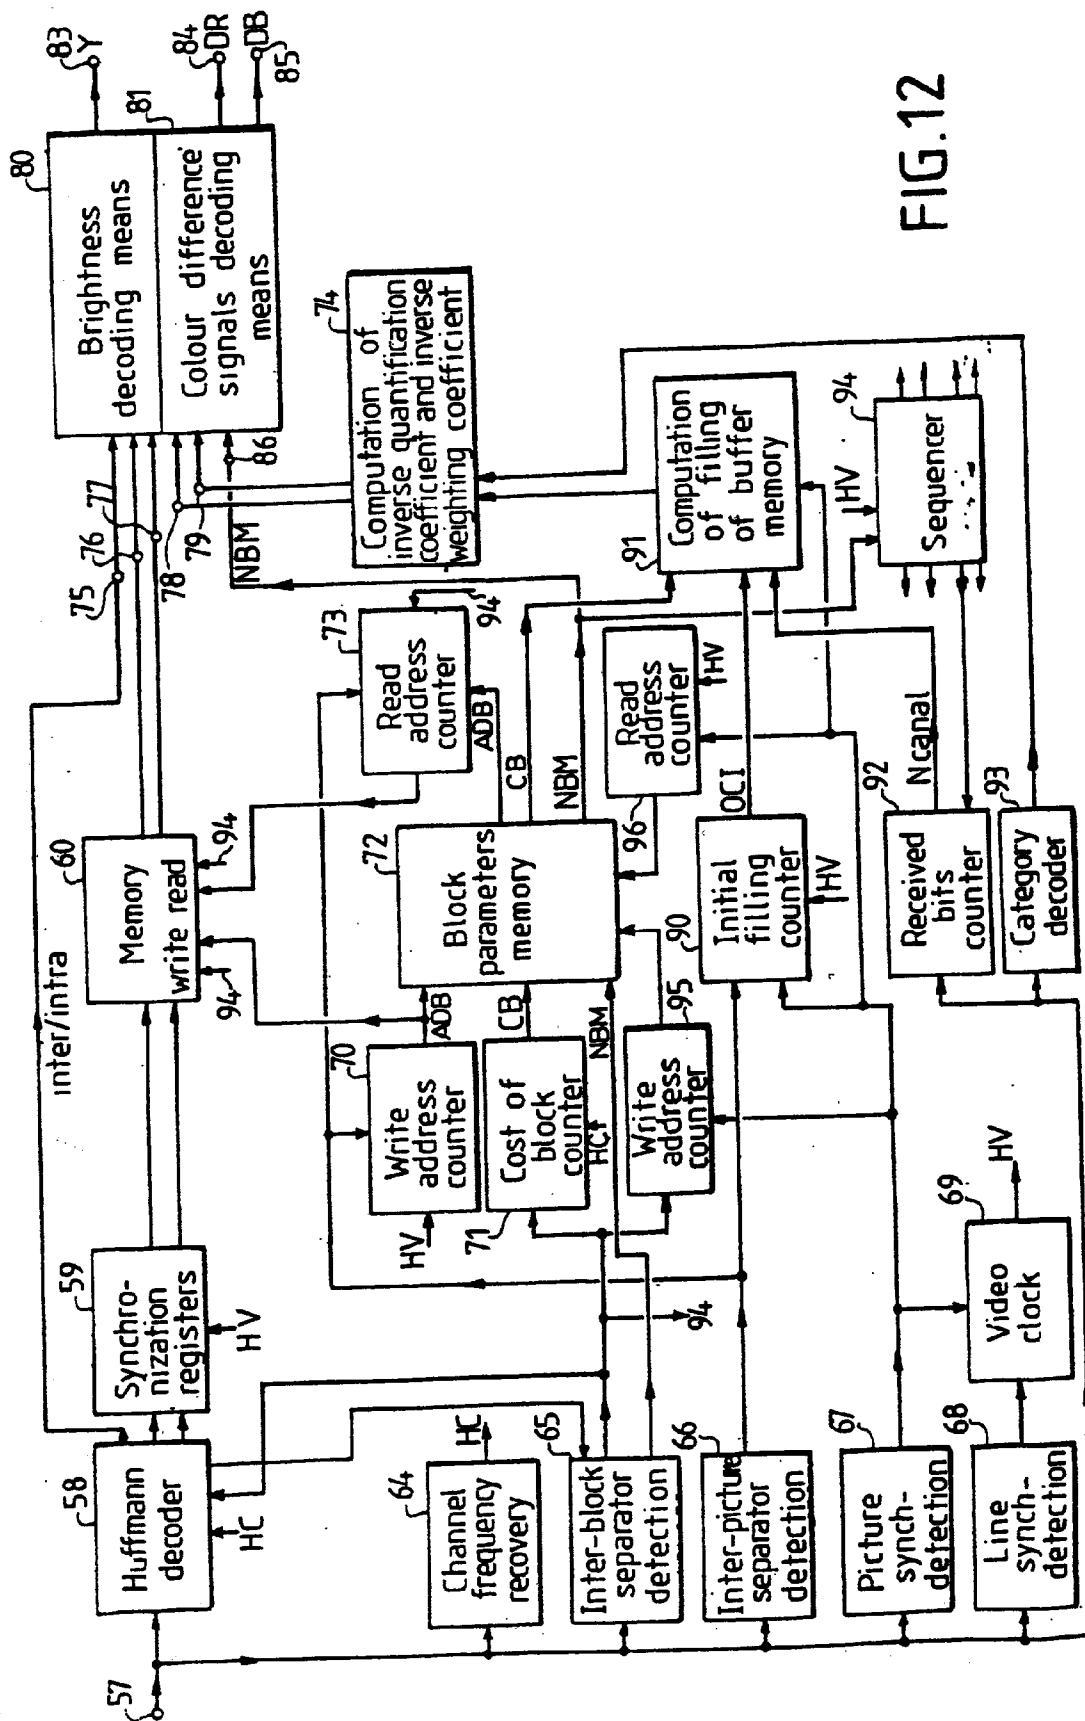 57
58
Huffmann
decoder
HC
59
Synchro-
nization
registers
HV
inter/intra
60
Memory
write read
94
94
75
76
77
78
79
NBM
86
80
Brightness
decoding means
Colour difference
signals decoding
means
81
83
Y
84
DR
DB
85
64
Channel
frequency
recovery
HC
65
Inter-block
separator
detection
94
66
Inter-picture
separator
detection
67
Picture
synch-
detection
68
Line
synch-
detection
69
Video
clock
HV
70
Write
address
counter
HV
ADB
71
Cost of
block
counter
HC
CB
NBM
95
Write
address
counter
72
Block
parameters
memory
ADB
CB
NBM
73
Read
address
counter
94
96
Read
address
counter
HV
74
Computation of
inverse quantification
coefficient and inverse
weighting coefficient
90
Initial
filling
counter
HV
OCI
91
Computation
of filling
of buffer
memory
92
Received
bits
counter
Ncanal
93
Category
decoder
94
Sequencer
HV
FIG.12